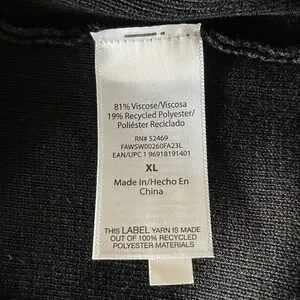 81% Viscose/Viscosa
19% Recycled Polyester/
Poliéster Reciclado
RN# 52469
FAWSW00260FA23L
EAN/UPC 1 96918191401
XL
Made In/Hecho En
China
THIS LABEL YARN IS MADE
OUT OF 100% RECYCLED
POLYESTER MATERIALS